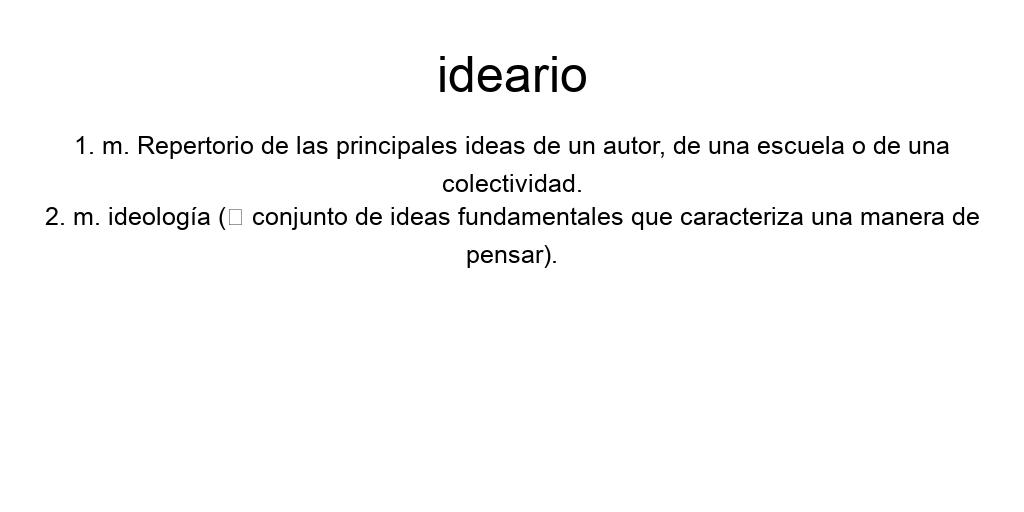 ideario
1. m. Repertorio de las principales ideas de un autor, de una escuela o de una
colectividad.
2. m. ideología (□ conjunto de ideas fundamentales que caracteriza una manera de
pensar).